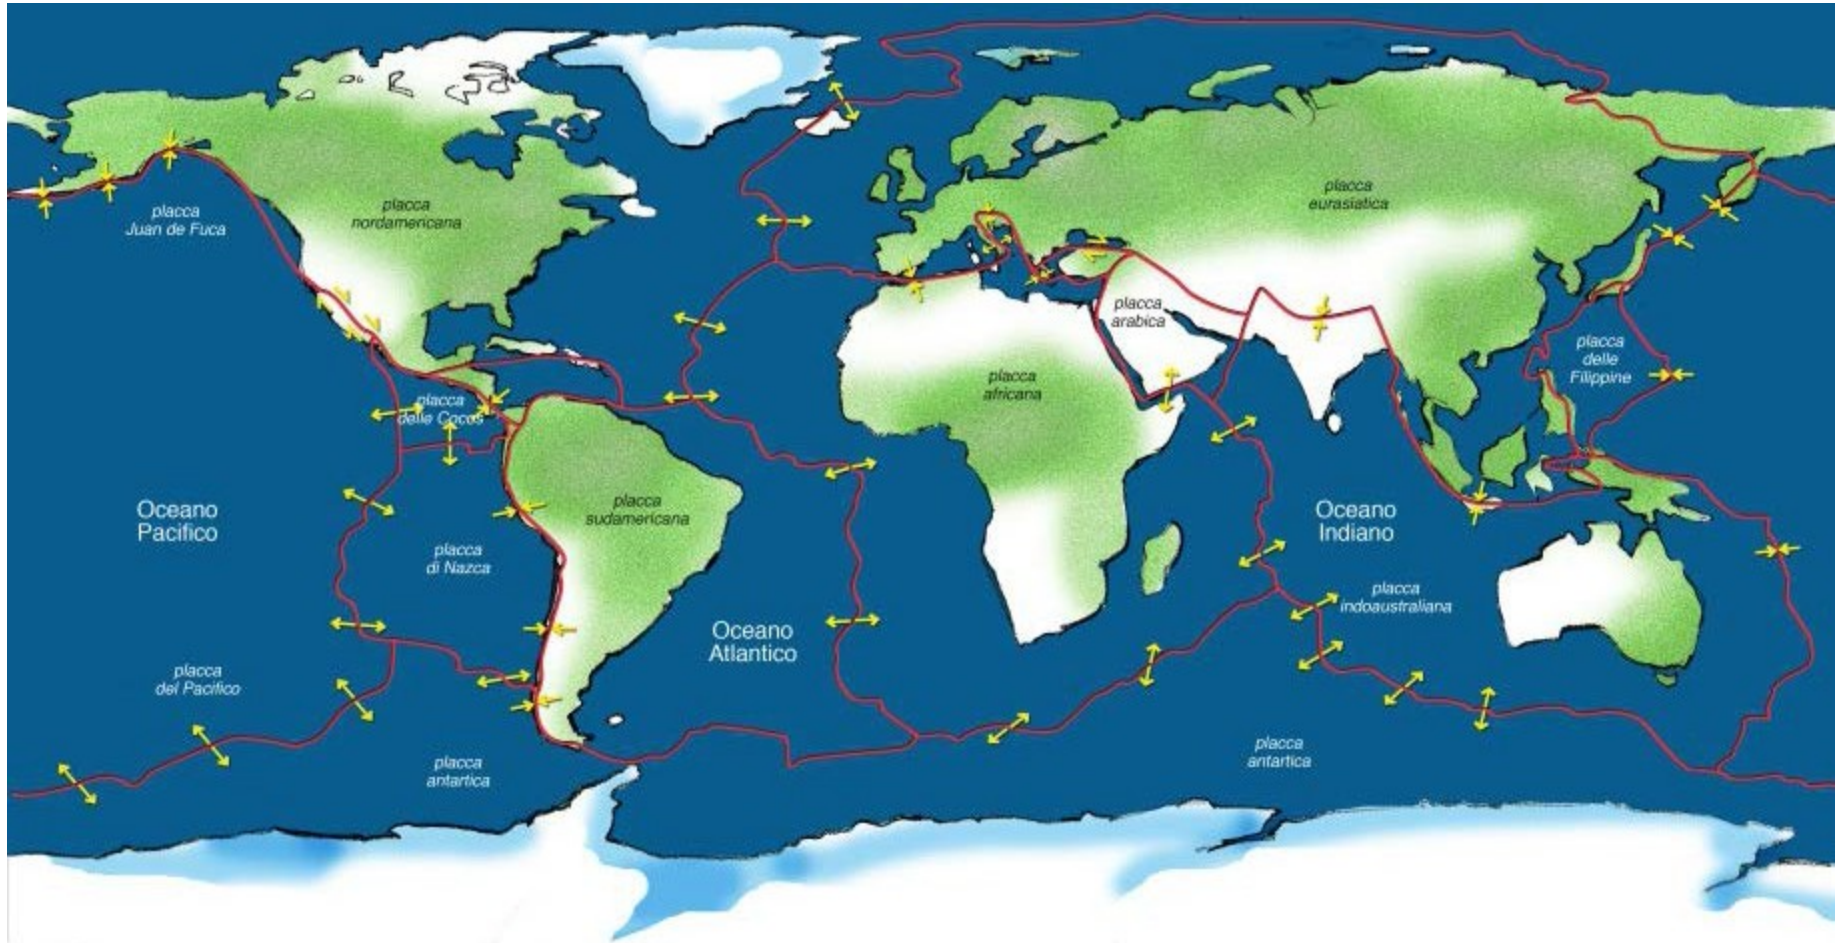 placca
Juan de Fuca
placca
nordamericana
placca
eurasiatica
placca
arabica
placca
delle
Filippine
placca
africana
placca
delle Cocos
Oceano
Pacifico
placca
sudamericana
Oceano
Indiano
placca
di Nazca
placca
indoaustraliana
Oceano
Atlantico
placca
del Pacifico
placca
antartica
placca
antartica